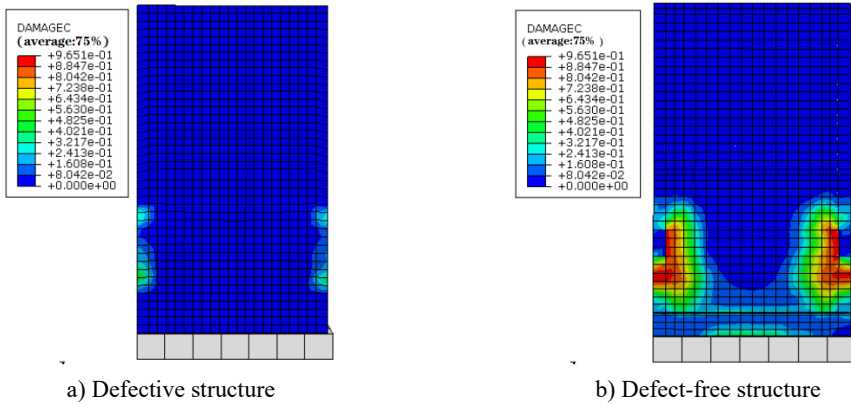 DAMAGEC
(average:75%)
+9.651e-01
+8.847e-01
+8.042e-01
+7.238e-01
+6.434e-01
+5.630e-01
+4.825e-01
+4.021e-01
+3.217e-01
+2.413e-01
+1.608e-01
+8.042e-02
+0.000e+00
a) Defective structure
DAMAGEC
(average:75%)
+9.651e-01
+8.847e-01
+8.042e-01
+7.238e-01
+6.434e-01
+5.630e-01
+4.825e-01
+4.021e-01
+3.217e-01
+2.413e-01
+1.608e-01
+8.042e-02
+0.000e+00
b) Defect-free structure